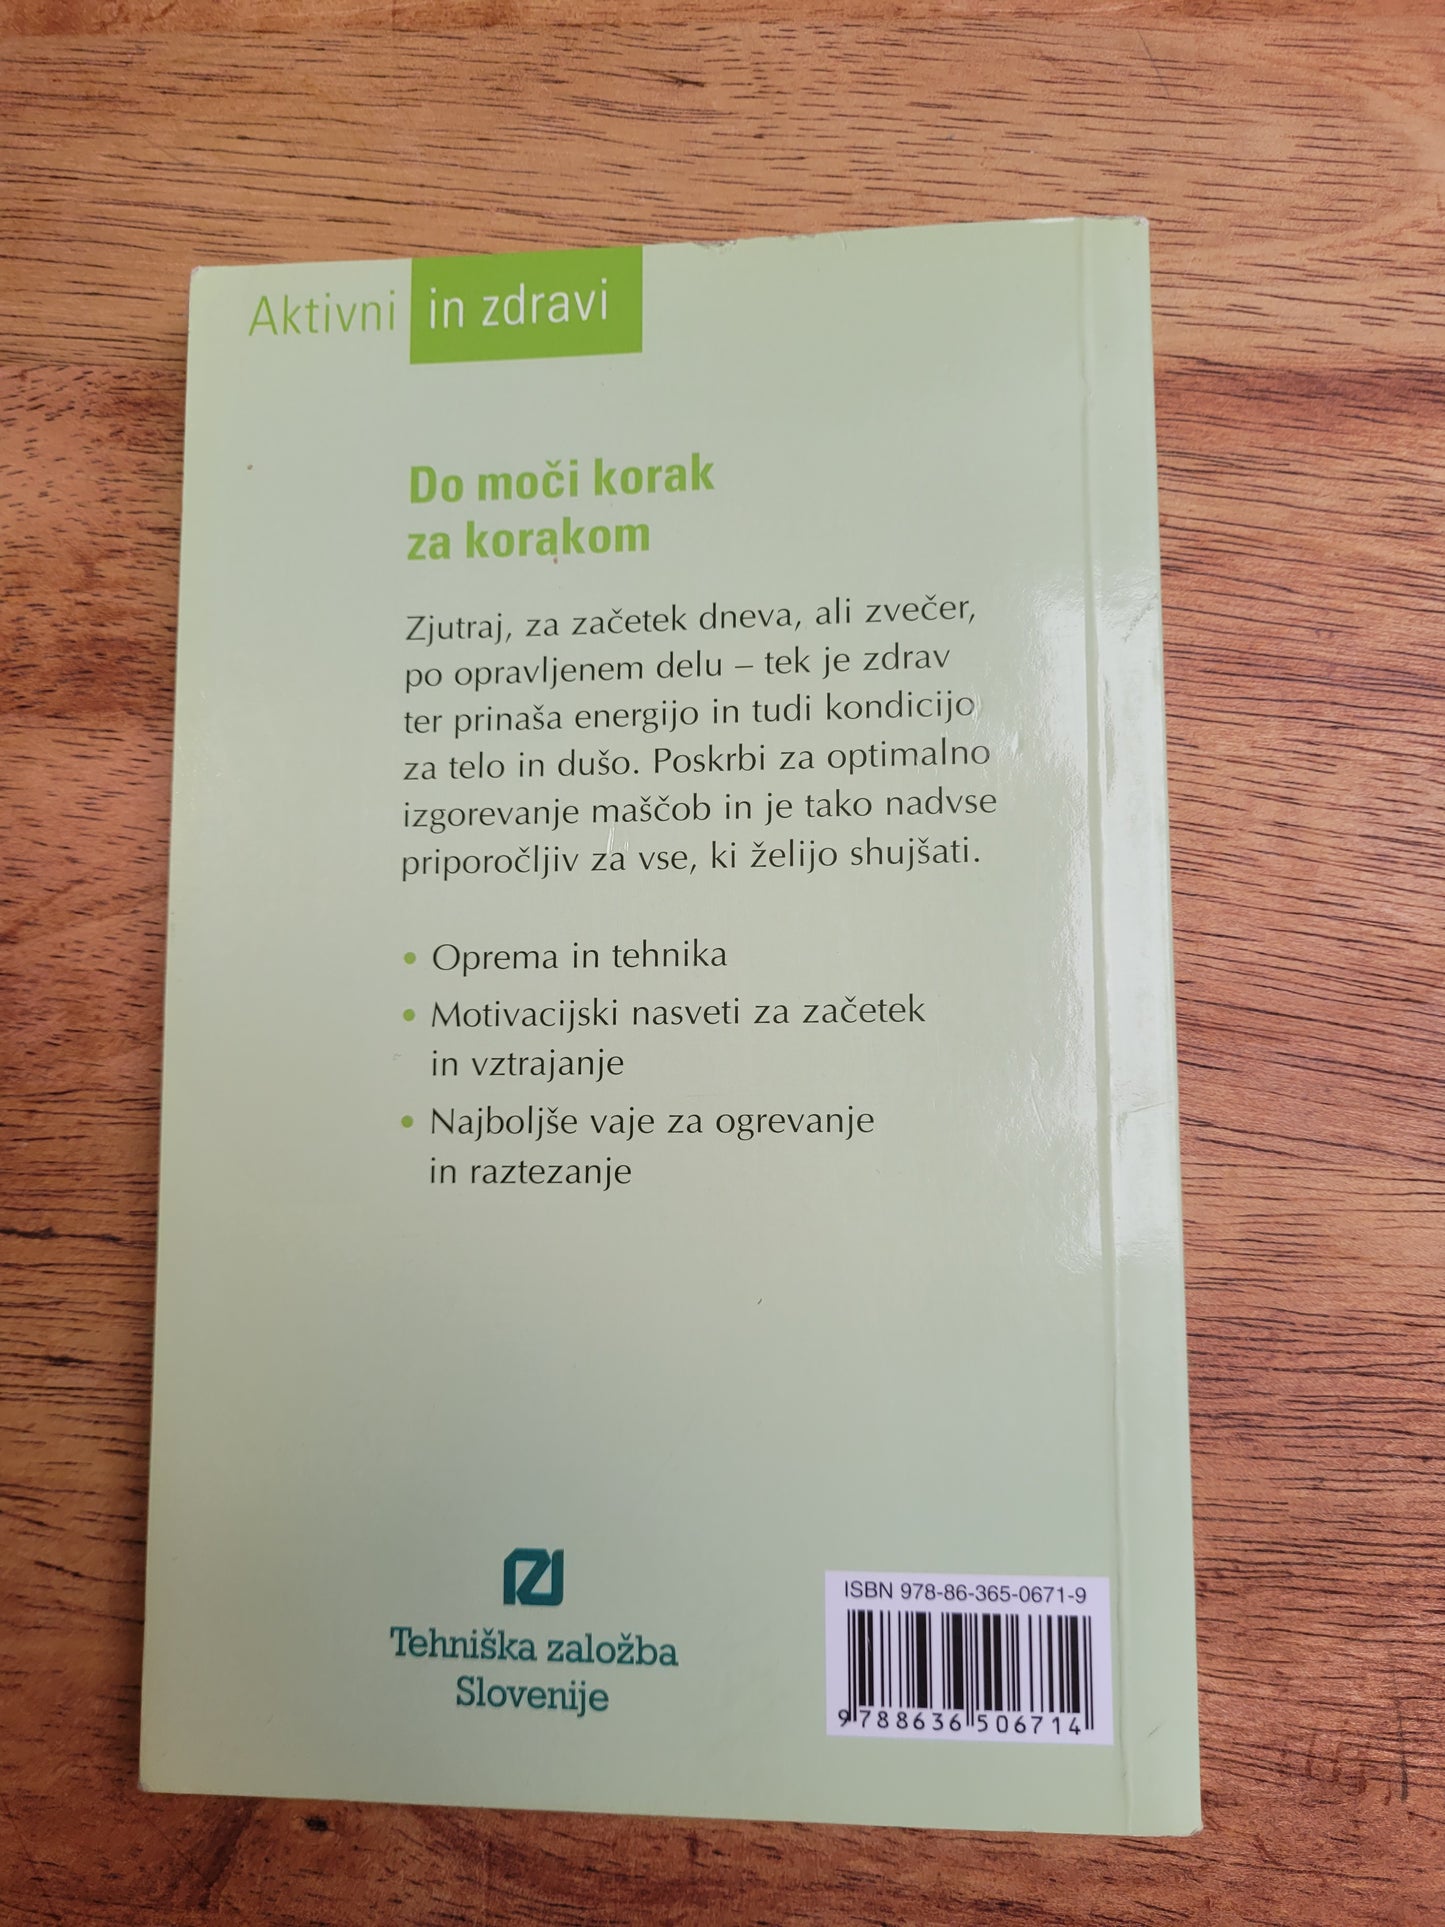 Aktivni in zdravi
Do moči korak
za korakom
Zjutraj, za začetek dneva, ali zvečer,
po opravljenem delu – tek je zdrav
ter prinaša energijo in tudi kondicijo
za telo in dušo. Poskrbi za optimalno
izgorevanje maščob in je tako nadvse
priporočljiv za vse, ki želijo shujšati.
• Oprema in tehnika
• Motivacijski nasveti za začetek
in vztrajanje
• Najboljše vaje za ogrevanje
in raztezanje
Tehniška založba
Slovenije
ISBN 978-86-365-0671-9
9 788636 506714